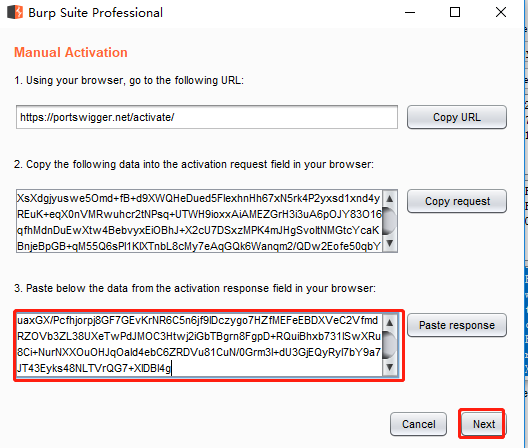 Burp Suite Professional
Manual Activation
1. Using your browser, go to the following URL:
https://portswigger.net/activate/
Copy URL
2. Copy the following data into the activation request field in your browser:
XsXdgjyuswe5Omd+fB+d9XWQHeDued5FlexhnHh67xN5rk4P2yxsd1xnd4y
REuK+eqX0nVMRwuhcr2tNPsq+UTWH9ioxxAiAMEZGrH3i3uA6pOJY83O16
qfhMdnDuEwXtw4BebvyxEiOBhJ+X2cU7DSxzMPK4mJHgSvoltNMGtcYcaK
BnjeBpGB+qM55Q6sPl1KlXTnbL8cMy7eAqGQk6Wanqm2/QDw2Eofe50qbY
Copy request
3. Paste below the data from the activation response field in your browser:
uaxGX/Pcfhjorpj8GF7GEvKrNR6C5n6jf9lDczygo7HZfMEFeEBDXVeC2Vfmd
RZOVb3ZL38UXeTwPdJMOC3Htwj2iGbTBgrn8FgpD+RQuiBhxb731lSwXRu
8Ci+NurNXXOuOHJqOald4ebC6ZRDVu81CuN/0Grm3l+dU3GjEQyRyl7bY9a7
JT43Eyks48NLTVrQG7+XlDBl4g
Paste response
Cancel
Next